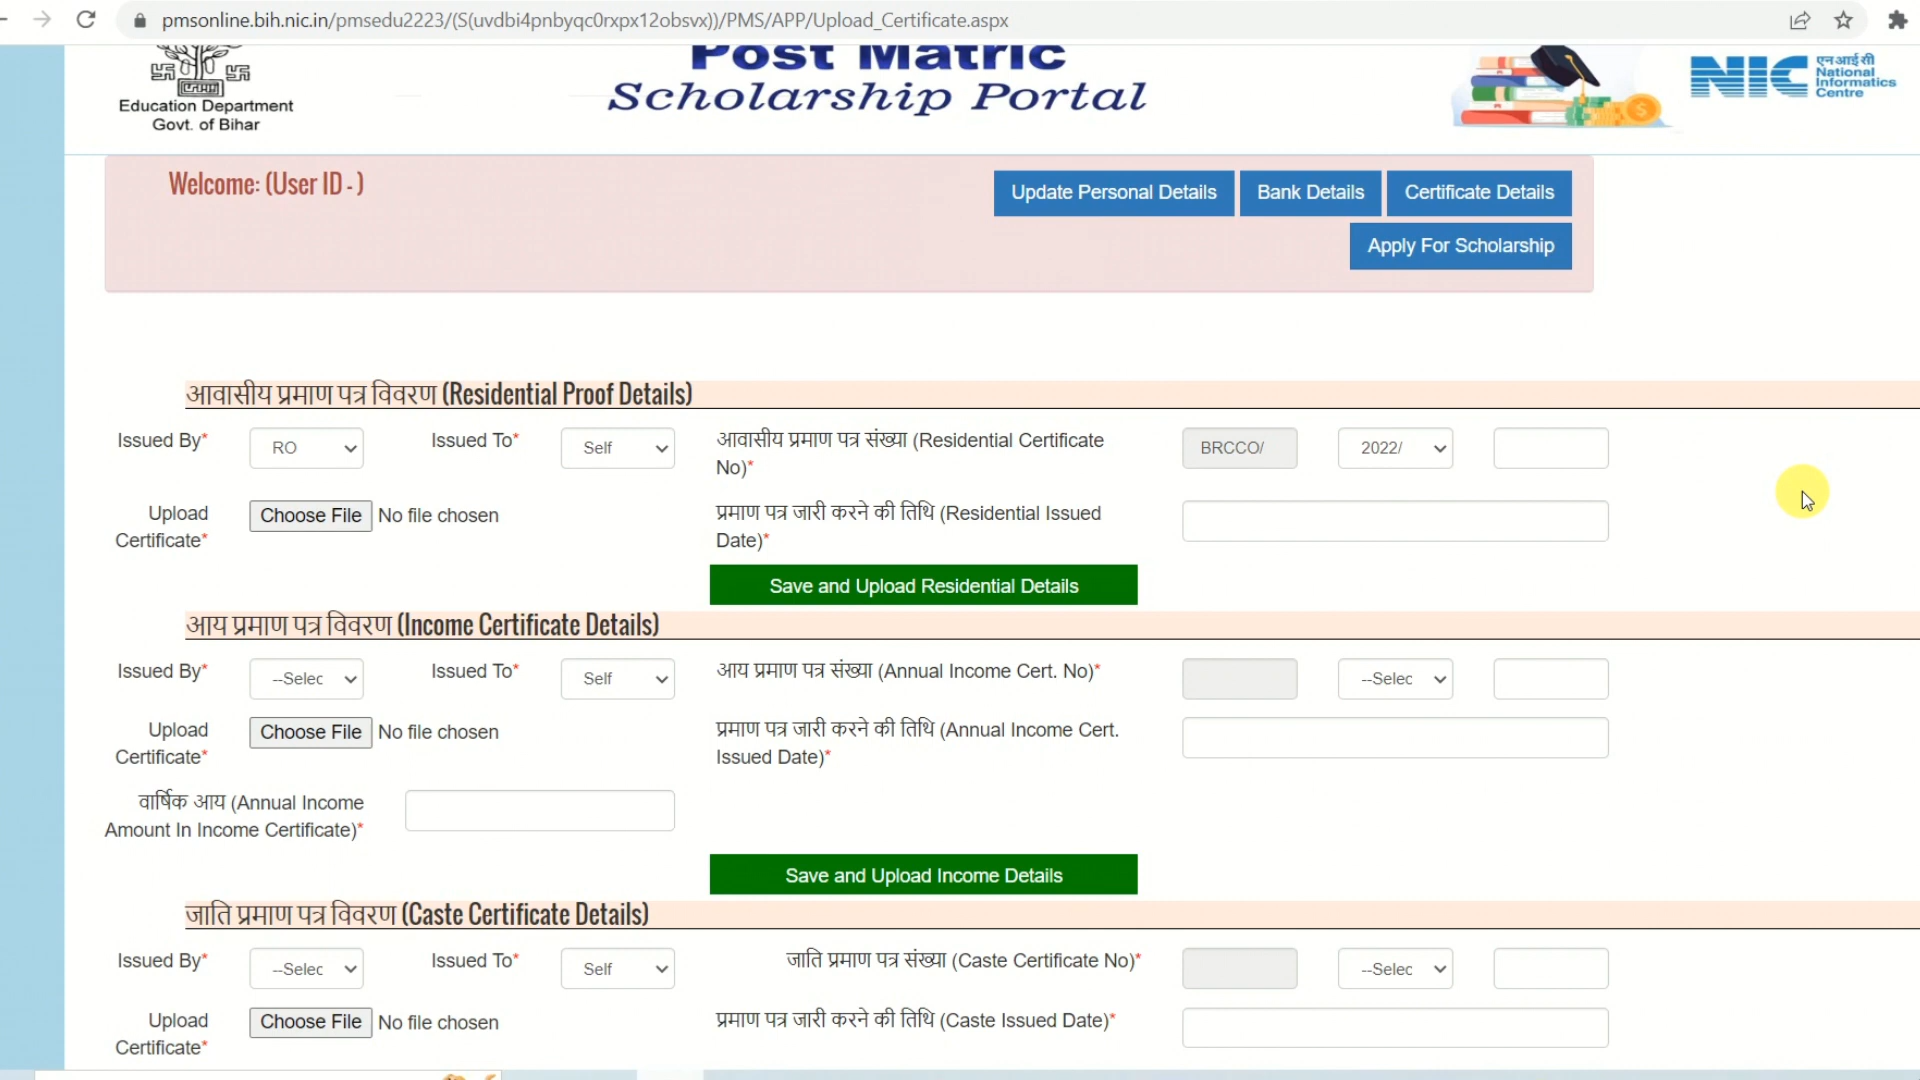 pmsonline.bih.nic.in/pmsedu2223/(S(uvdbi4pnbyqc0rxpx12obsvx))/PMS/APP/Upload_Certificate.aspx
Education Department
Govt. of Bihar
Post Matric
Scholarship Portal
NIC
एन आई सी
National
Informatics
Centre
Welcome: (User ID - )
Update Personal Details
Bank Details
Certificate Details
Apply For Scholarship
आवासीय प्रमाण पत्र विवरण (Residential Proof Details)
Issued By*
RO
Issued To*
Self
आवासीय प्रमाण पत्र संख्या (Residential Certificate
No)*
BRCCO/
2022/
Upload
Certificate*
Choose File No file chosen
प्रमाण पत्र जारी करने की तिथि (Residential Issued
Date)*
Save and Upload Residential Details
आय प्रमाण पत्र विवरण (Income Certificate Details)
Issued By*
--Selec
Issued To*
Self
आय प्रमाण पत्र संख्या (Annual Income Cert. No)*
--Selec
Upload
Certificate*
Choose File No file chosen
प्रमाण पत्र जारी करने की तिथि (Annual Income Cert.
Issued Date)*
वार्षिक आय (Annual Income
Amount In Income Certificate)*
Save and Upload Income Details
जाति प्रमाण पत्र विवरण (Caste Certificate Details)
Issued By*
--Selec
Issued To*
Self
जाति प्रमाण पत्र संख्या (Caste Certificate No)*
--Selec
Upload
Certificate*
Choose File No file chosen
प्रमाण पत्र जारी करने की तिथि (Caste Issued Date)*